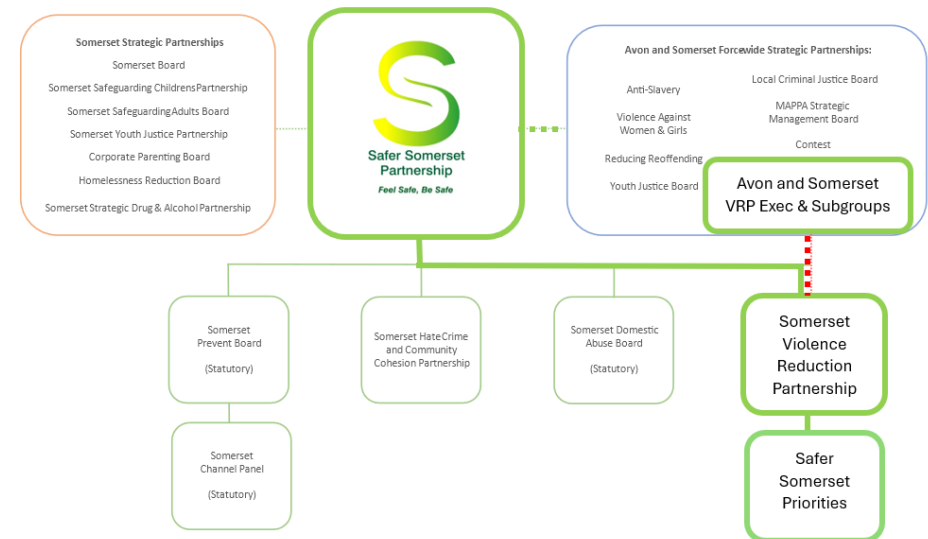 Somerset Strategic Partnerships
Somerset Board
Somerset Safeguarding Childrens Partnership
Somerset Safeguarding Adults Board
Somerset Youth Justice Partnership
Corporate Parenting Board
Homelessness Reduction Board
Somerset Strategic Drug & Alcohol Partnership
Safer Somerset
Partnership
Feel Safe, Be Safe
Avon and Somerset Forcewide Strategic Partnerships:
Anti-Slavery
Violence Against
Women & Girls
Reducing Reoffending
Youth Justice Board
Local Criminal Justice Board
MAPPA Strategic
Management Board
Contest
Avon and Somerset
VRP Exec & Subgroups
Somerset
Prevent Board
(Statutory)
Somerset Hate Crime
and Community
Cohesion Partnership
Somerset Domestic
Abuse Board
(Statutory)
Somerset
Violence
Reduction
Partnership
Somerset
Channel Panel
(Statutory)
Safer
Somerset
Priorities